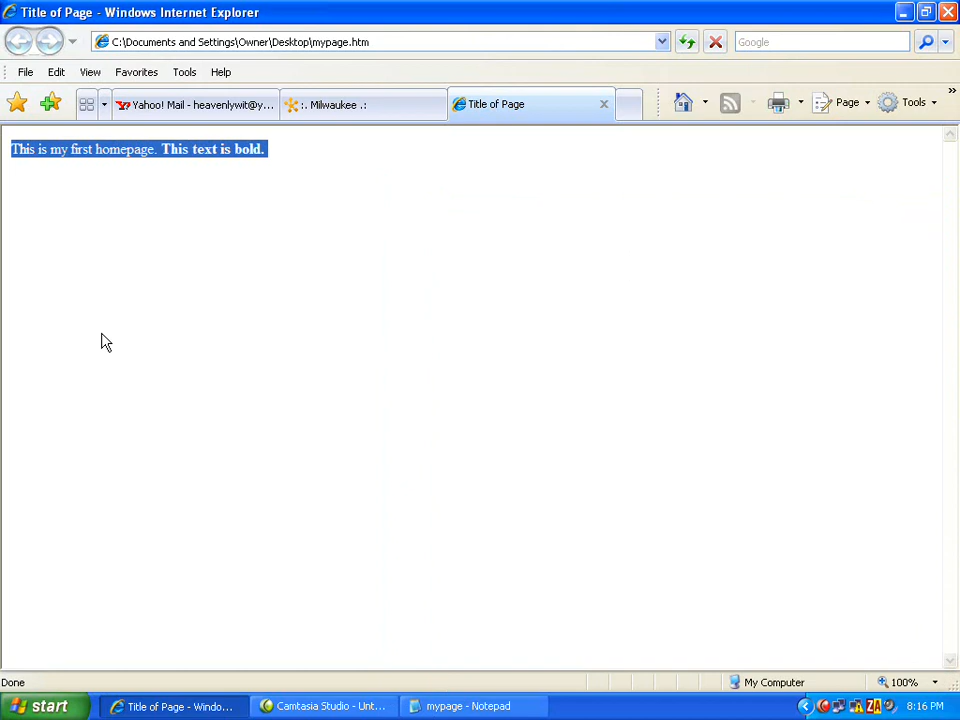 Title of Page - Windows Internet Explorer
C:\Documents and Settings\Owner\Desktop\mypage.htm
Google
File Edit View Favorites Tools Help
Yahoo! Mail - heavenlywit@y...
:. Milwaukee .:
Title of Page
Page
Tools
This is my first homepage. This text is bold.
Done
My Computer
100%
start
Title of Page - Windo...
Camtasia Studio - Unt...
mypage - Notepad
ZA
8:16 PM